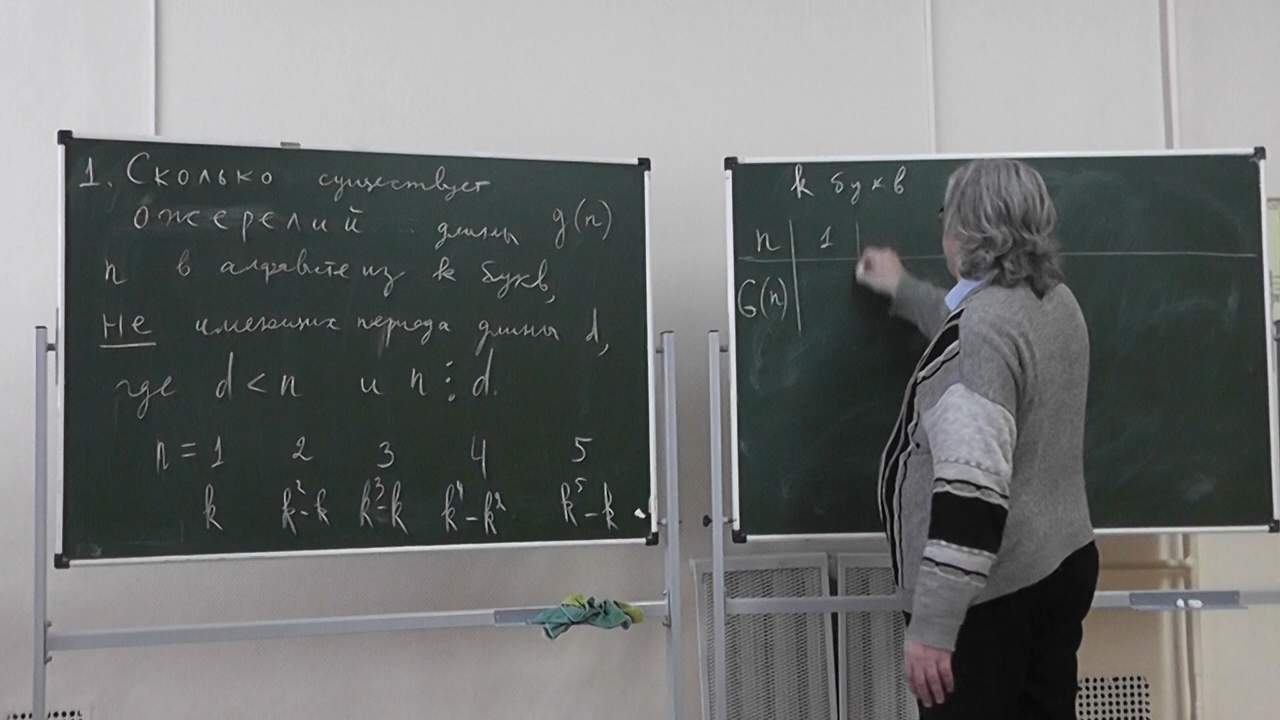 1. Сколько существует
ожерелий длины g(n)
n в алфавите из k букв,
не имеющих периода длины d,
где d < n и n ⋮ d.
n = 1 2 3 4 5
k k²-k k³-k k⁴-k² k⁵-k
k букв
n 1
G(n)